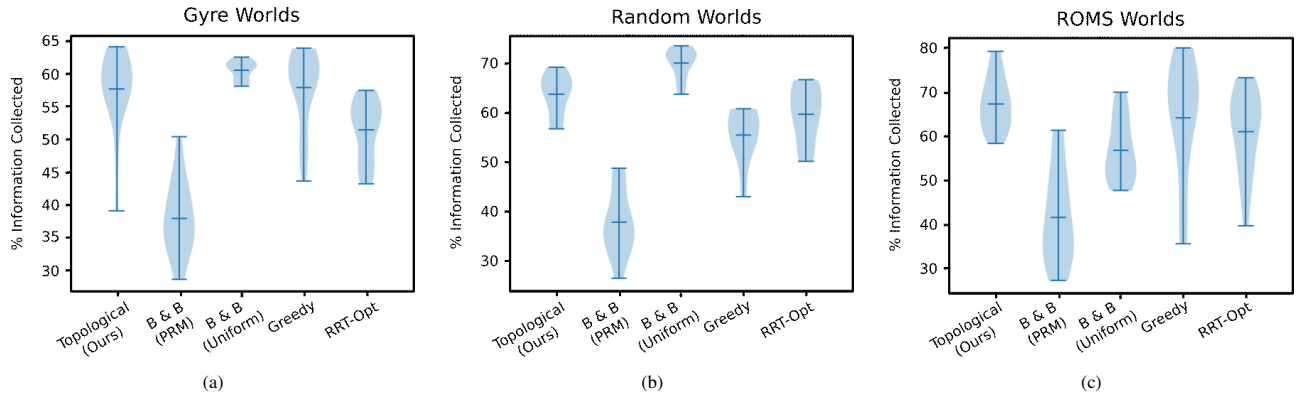 Gyre Worlds
% Information Collected
65
60
55
50
45
40
35
30
Topological
(Ours)
B & B
(PRM)
B & B
(Uniform)
Greedy
RRT-Opt
(a)
Random Worlds
% Information Collected
70
60
50
40
30
Topological
(Ours)
B & B
(PRM)
B & B
(Uniform)
Greedy
RRT-Opt
(b)
ROMS Worlds
% Information Collected
80
70
60
50
40
30
Topological
(Ours)
B & B
(PRM)
B & B
(Uniform)
Greedy
RRT-Opt
(c)